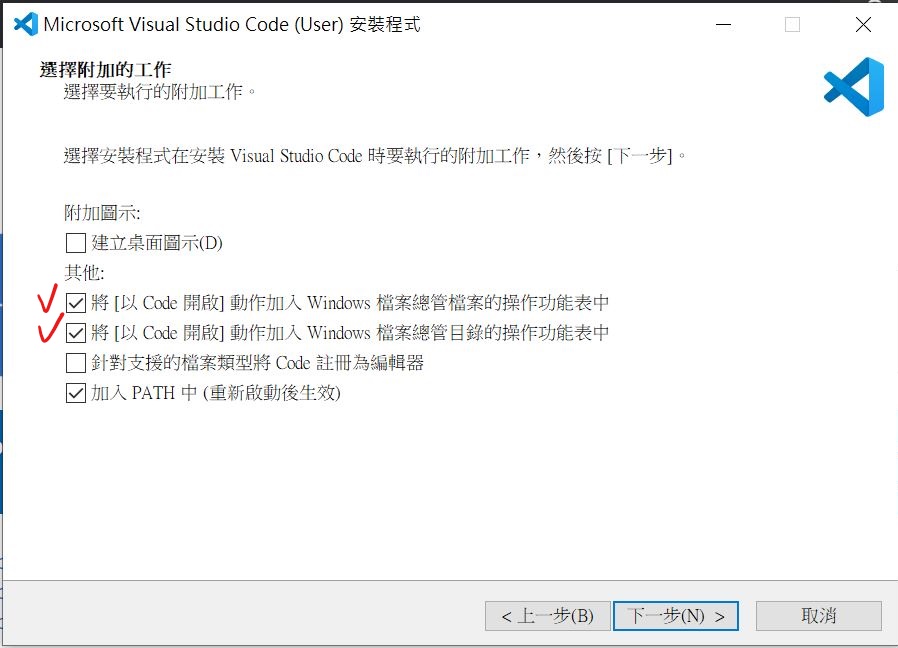 Microsoft Visual Studio Code (User) 安裝程式
選擇附加的工作
選擇要執行的附加工作。
選擇安裝程式在安裝 Visual Studio Code 時要執行的附加工作，然後按 [下一步]。
附加圖示:
建立桌面圖示(D)
其他:
將 [以 Code 開啟] 動作加入 Windows 檔案總管檔案的操作功能表中
將 [以 Code 開啟] 動作加入 Windows 檔案總管目錄的操作功能表中
針對支援的檔案類型將 Code 註冊為編輯器
加入 PATH 中 (重新啟動後生效)
< 上一步(B) 下一步(N) > 取消